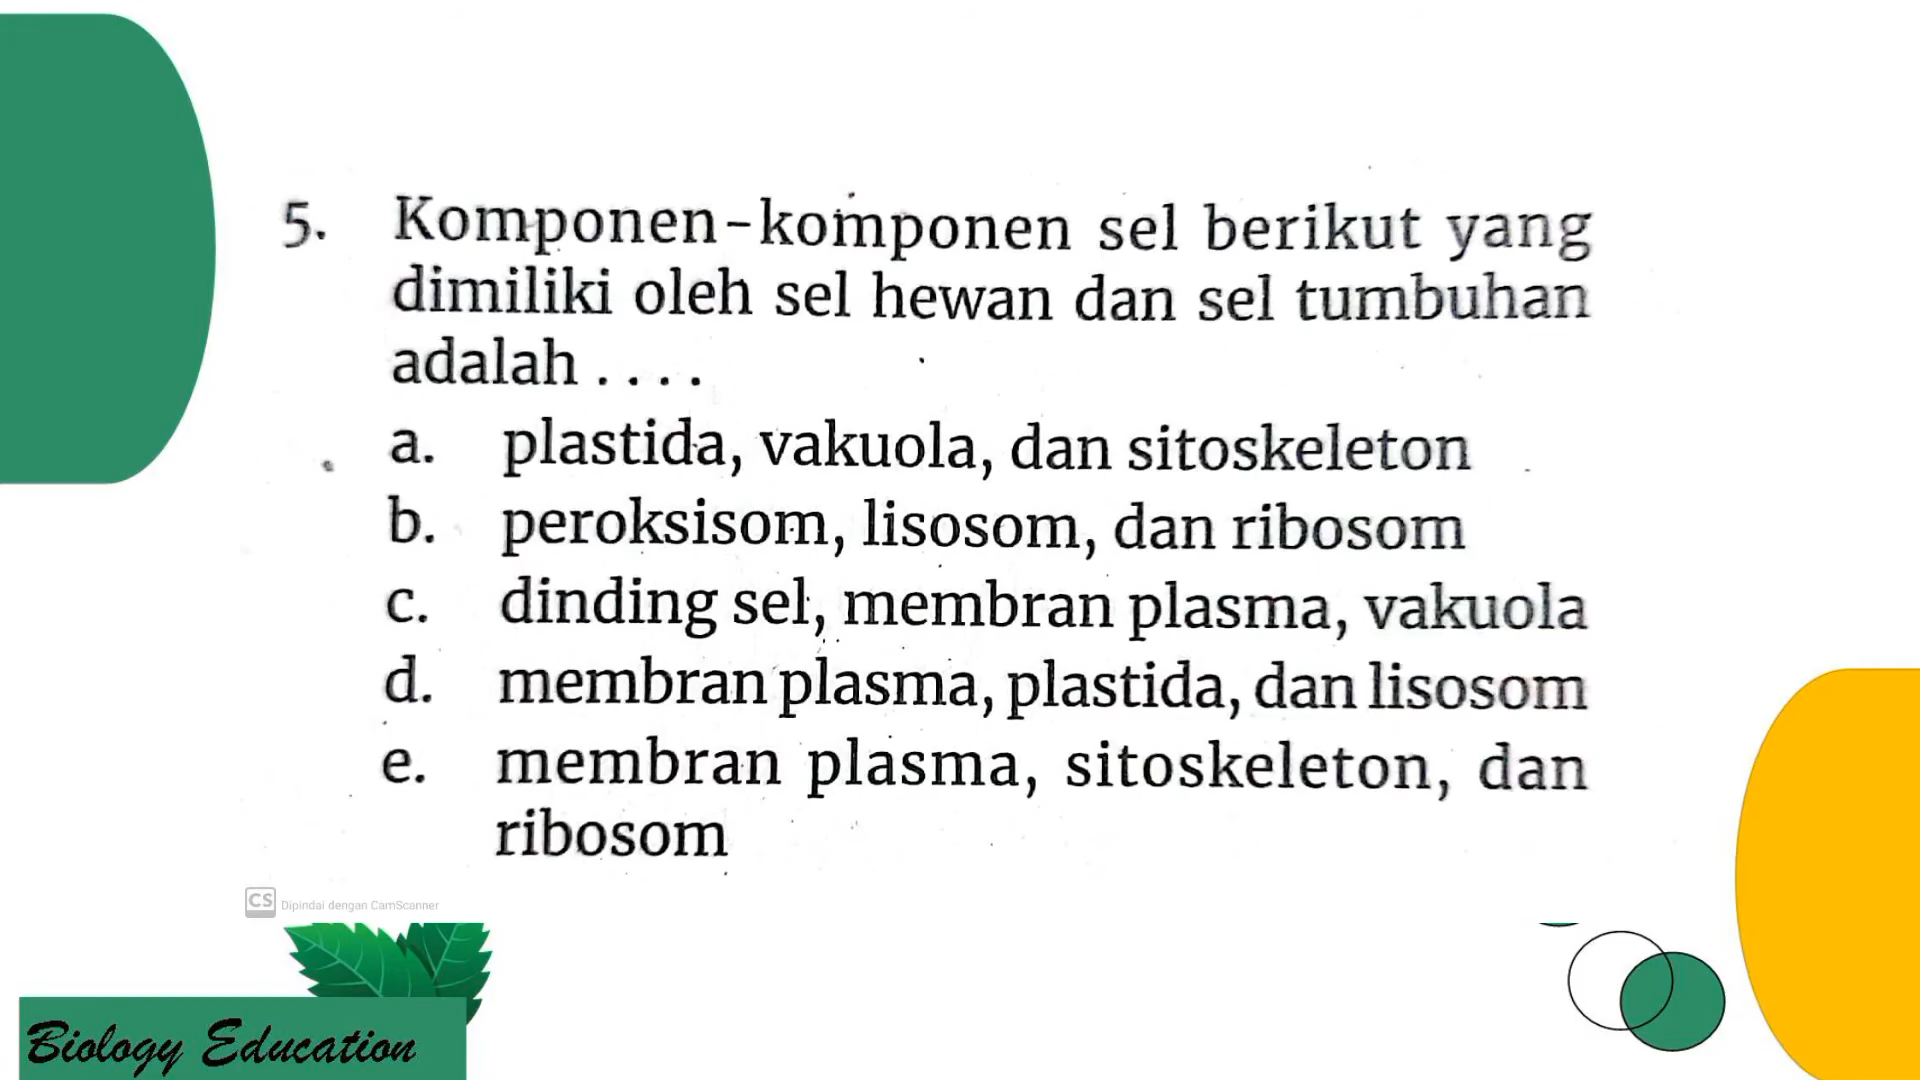 5. Komponen-komponen sel berikut yang
dimiliki oleh sel hewan dan sel tumbuhan
adalah . . . .
a. plastida, vakuola, dan sitoskeleton
b. peroksisom, lisosom, dan ribosom
c. dinding sel, membran plasma, vakuola
d. membran plasma, plastida, dan lisosom
e. membran plasma, sitoskeleton, dan
ribosom
CS Dipindai dengan CamScanner
Biology Education